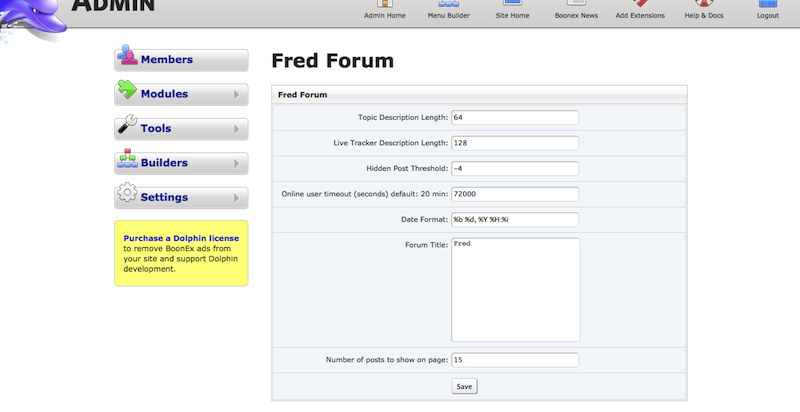 ADMIN
Admin Home
Menu Builder
Site Home
Boonex News
Add Extensions
Help & Docs
Logout
Members
Modules
Tools
Builders
Settings
Purchase a Dolphin license
to remove BoonEx ads from
your site and support Dolphin
development.
Fred Forum
Fred Forum
Topic Description Length: 64
Live Tracker Description Length: 128
Hidden Post Threshold: -4
Online user timeout (seconds) default: 20 min: 72000
Date Format: %b %d, %Y %H:%i
Forum Title: Fred
Number of posts to show on page: 15
Save